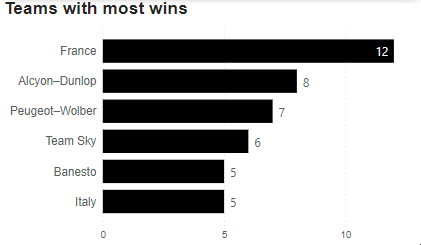 Teams with most wins
France 12
Alcyon–Dunlop 8
Peugeot–Wolber 7
Team Sky 6
Banesto 5
Italy 5
0 5 10